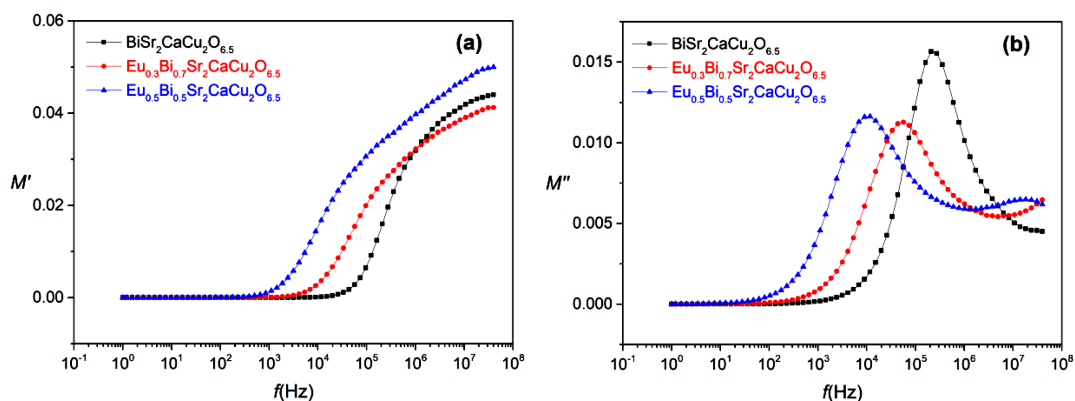 (a)
BiSr₂CaCu₂O₆.₅
Eu₀.₃Bi₀.₇Sr₂CaCu₂O₆.₅
Eu₀.₅Bi₀.₅Sr₂CaCu₂O₆.₅
0.06
0.04
0.02
0.00
M'
10⁻¹ 10⁰ 10¹ 10² 10³ 10⁴ 10⁵ 10⁶ 10⁷ 10⁸
f(Hz)
(b)
BiSr₂CaCu₂O₆.₅
Eu₀.₃Bi₀.₇Sr₂CaCu₂O₆.₅
Eu₀.₅Bi₀.₅Sr₂CaCu₂O₆.₅
0.015
0.010
0.005
0.000
M"
10⁻¹ 10⁰ 10¹ 10² 10³ 10⁴ 10⁵ 10⁶ 10⁷ 10⁸
f(Hz)